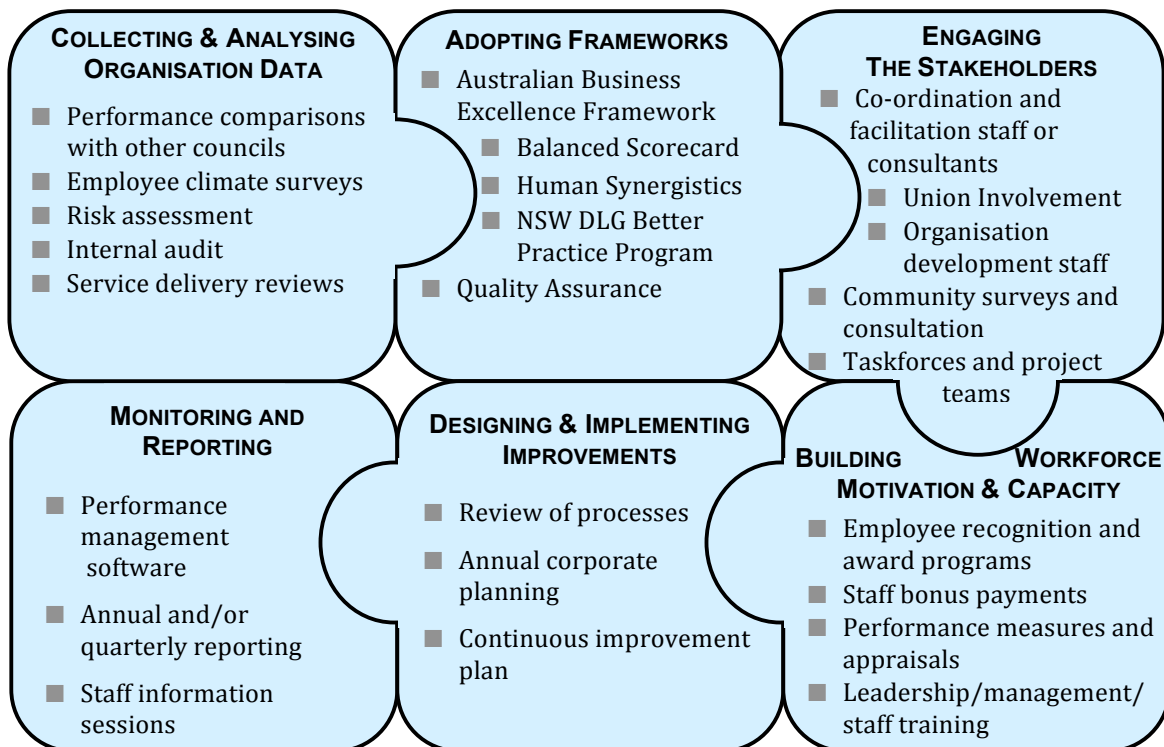 COLLECTING & ANALYSING
ORGANISATION DATA
■ Performance comparisons
with other councils
■ Employee climate surveys
■ Risk assessment
■ Internal audit
■ Service delivery reviews
ADOPTING FRAMEWORKS
■ Australian Business
Excellence Framework
■ Balanced Scorecard
■ Human Synergistics
■ NSW DLG Better
Practice Program
■ Quality Assurance
ENGAGING
THE STAKEHOLDERS
■ Co-ordination and
facilitation staff or
consultants
■ Union Involvement
■ Organisation
development staff
■ Community surveys and
consultation
■ Taskforces and project
teams
MONITORING AND
REPORTING
■ Performance
management
software
■ Annual and/or
quarterly reporting
■ Staff information
sessions
DESIGNING & IMPLEMENTING
IMPROVEMENTS
■ Review of processes
■ Annual corporate
planning
■ Continuous improvement
plan
BUILDING WORKFORCE
MOTIVATION & CAPACITY
■ Employee recognition and
award programs
■ Staff bonus payments
■ Performance measures and
appraisals
■ Leadership/management/
staff training